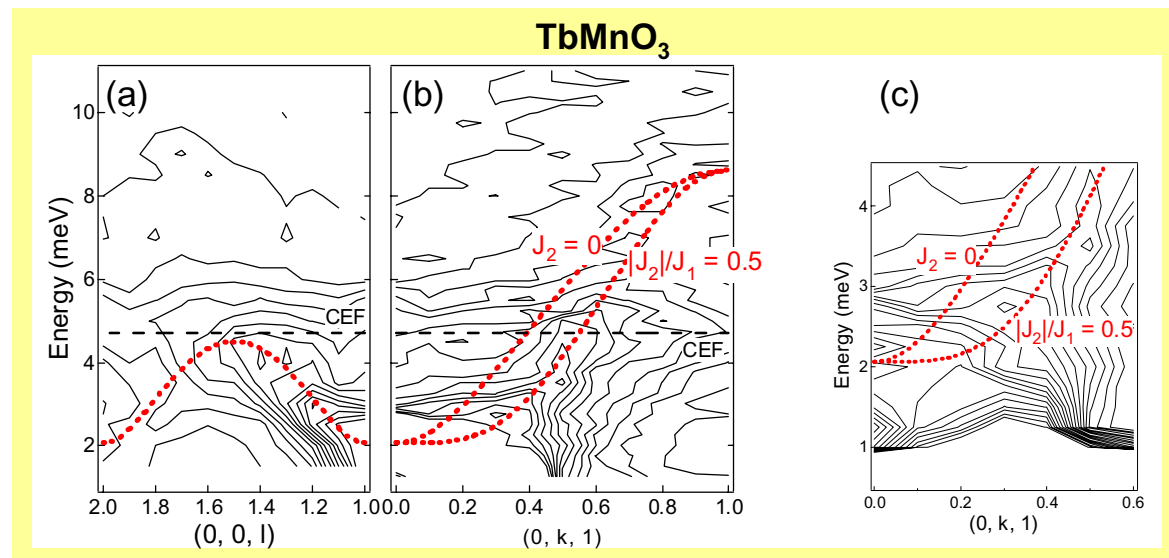 TbMnO₃
(a)
(b)
(c)
Energy (meV)
10
8
6
4
2
2.0 1.8 1.6 1.4 1.2 1.0
(0, 0, l)
CEF
0.0 0.2 0.4 0.6 0.8 1.0
(0, k, 1)
J₂ = 0
|J₂|/J₁ = 0.5
CEF
Energy (meV)
4
3
2
1
0.0 0.2 0.4 0.6
(0, k, 1)
J₂ = 0
|J₂|/J₁ = 0.5